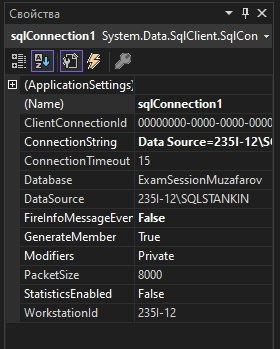 Свойства
sqlConnection1 System.Data.SqlClient.SqlCon
(ApplicationSettings)
(Name) sqlConnection1
ClientConnectionId 00000000-0000-0000-0000
ConnectionString Data Source=235I-12\SQ
ConnectionTimeout 15
Database ExamSessionMuzafarov
DataSource 235I-12\SQLSTANKIN
FireInfoMessageEven False
GenerateMember True
Modifiers Private
PacketSize 8000
StatisticsEnabled False
WorkstationId 235I-12